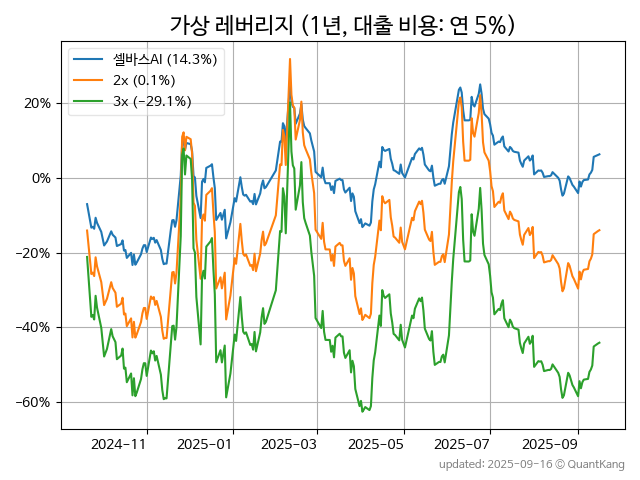 가상 레버리지 (1년, 대출 비용: 연 5%)
셀바스AI (14.3%)
2x (0.1%)
3x (−29.1%)
20%
0%
−20%
−40%
−60%
2024-11
2025-01
2025-03
2025-05
2025-07
2025-09
updated: 2025-09-16 © QuantKang